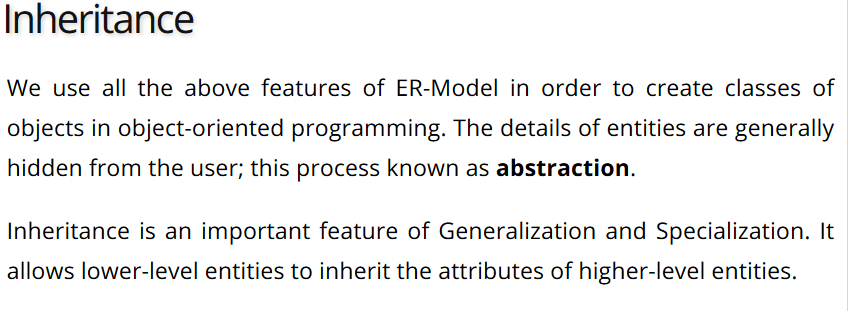 Inheritance
We use all the above features of ER-Model in order to create classes of
objects in object-oriented programming. The details of entities are generally
hidden from the user; this process known as abstraction.
Inheritance is an important feature of Generalization and Specialization. It
allows lower-level entities to inherit the attributes of higher-level entities.